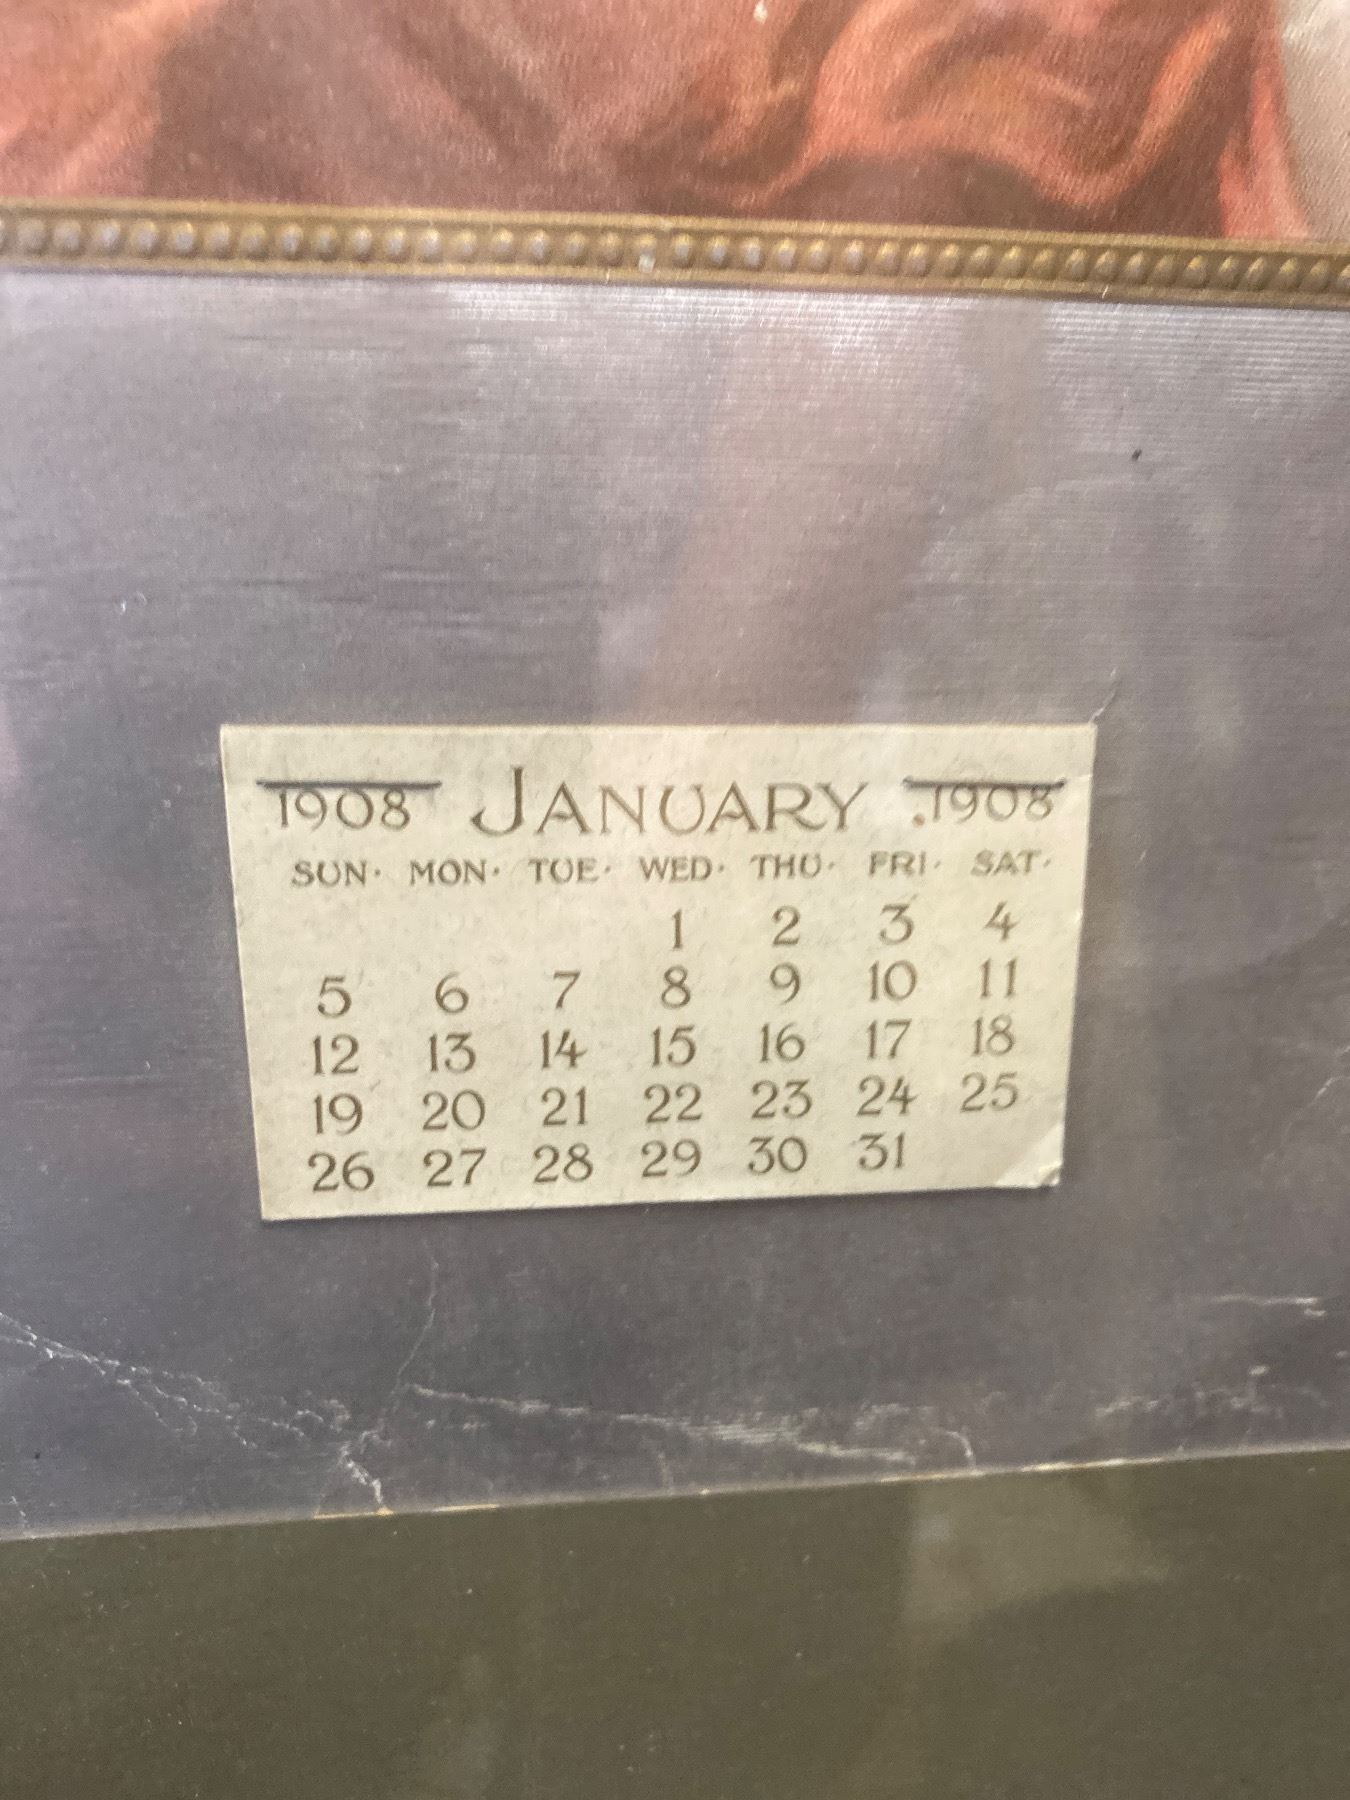 1908 JANUARY 1908
SUN· MON· TUE· WED· THU· FRI· SAT·
1 2 3 4
5 6 7 8 9 10 11
12 13 14 15 16 17 18
19 20 21 22 23 24 25
26 27 28 29 30 31